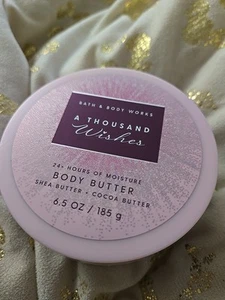 BATH & BODY WORKS
A THOUSAND
Wishes
24+ HOURS OF MOISTURE
BODY BUTTER
SHEA BUTTER + COCOA BUTTER
6.5 OZ / 185 g